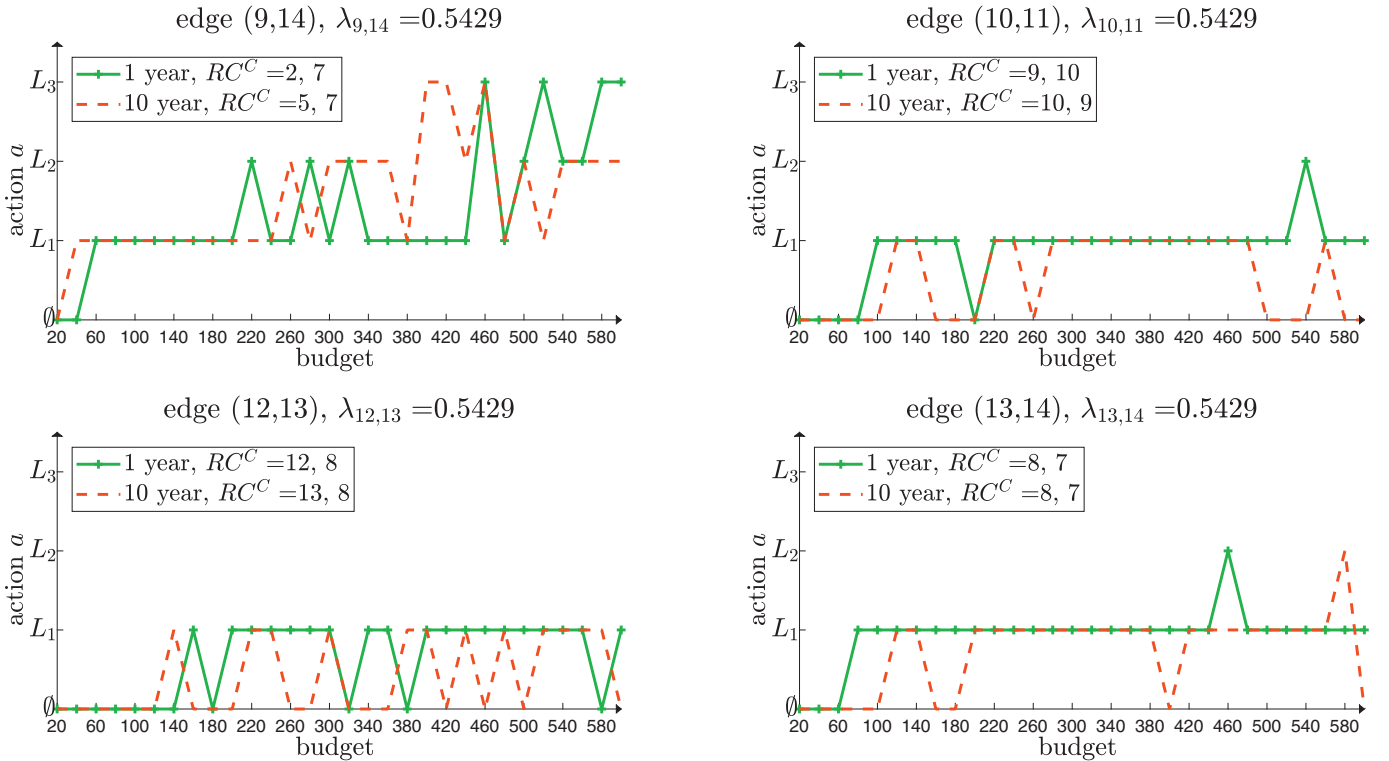 edge (9,14), λ9,14 =0.5429
1 year, RC^C =2, 7
10 year, RC^C =5, 7
action a
L3
L2
L1
∅
20 60 100 140 180 220 260 300 340 380 420 460 500 540 580
budget
edge (10,11), λ10,11 =0.5429
1 year, RC^C =9, 10
10 year, RC^C =10, 9
action a
L3
L2
L1
∅
20 60 100 140 180 220 260 300 340 380 420 460 500 540 580
budget
edge (12,13), λ12,13 =0.5429
1 year, RC^C =12, 8
10 year, RC^C =13, 8
action a
L3
L2
L1
∅
20 60 100 140 180 220 260 300 340 380 420 460 500 540 580
budget
edge (13,14), λ13,14 =0.5429
1 year, RC^C =8, 7
10 year, RC^C =8, 7
action a
L3
L2
L1
∅
20 60 100 140 180 220 260 300 340 380 420 460 500 540 580
budget